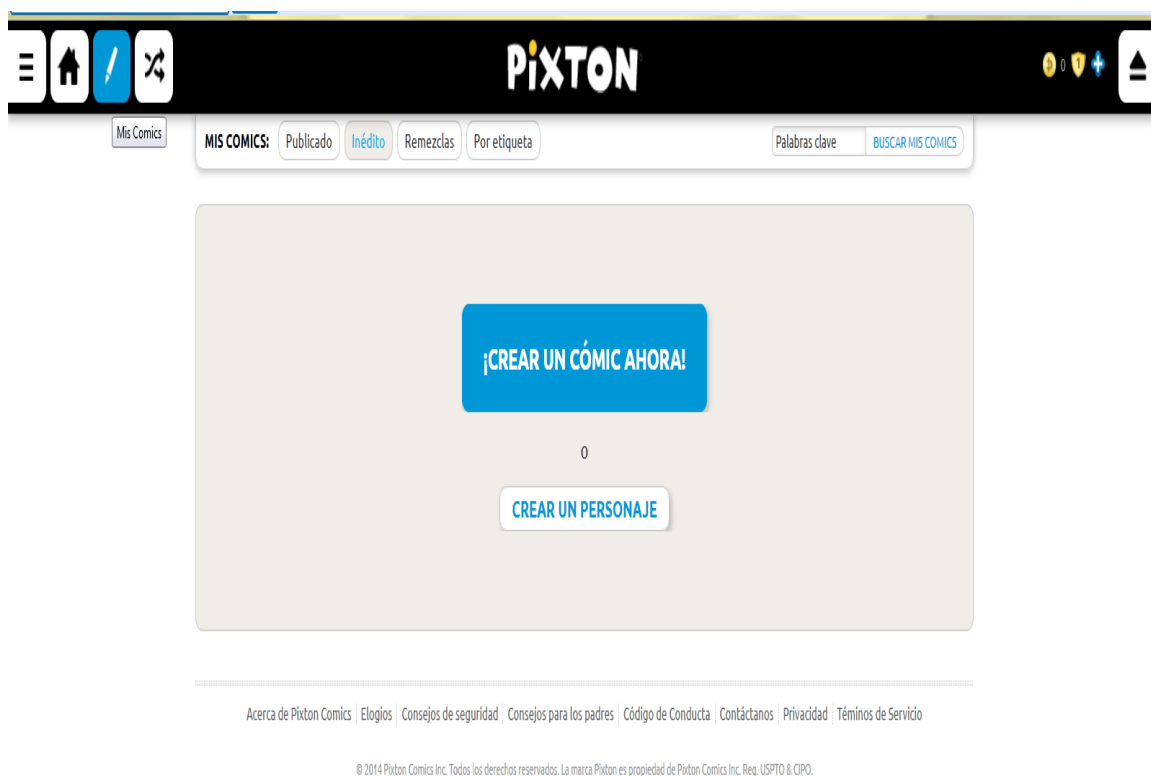 PiXTON
0 1
Mis Comics
MIS COMICS: Publicado Inédito Remezclas Por etiqueta Palabras clave BUSCAR MIS COMICS
¡CREAR UN CÓMIC AHORA!
O
CREAR UN PERSONAJE
Acerca de Pixton Comics Elogios Consejos de seguridad Consejos para los padres Código de Conducta Contáctanos Privacidad Téminos de Servicio
© 2014 Pixton Comics Inc. Todos los derechos reservados. La marca Pixton es propiedad de Pixton Comics Inc. Reg. USPTO & CIPO.